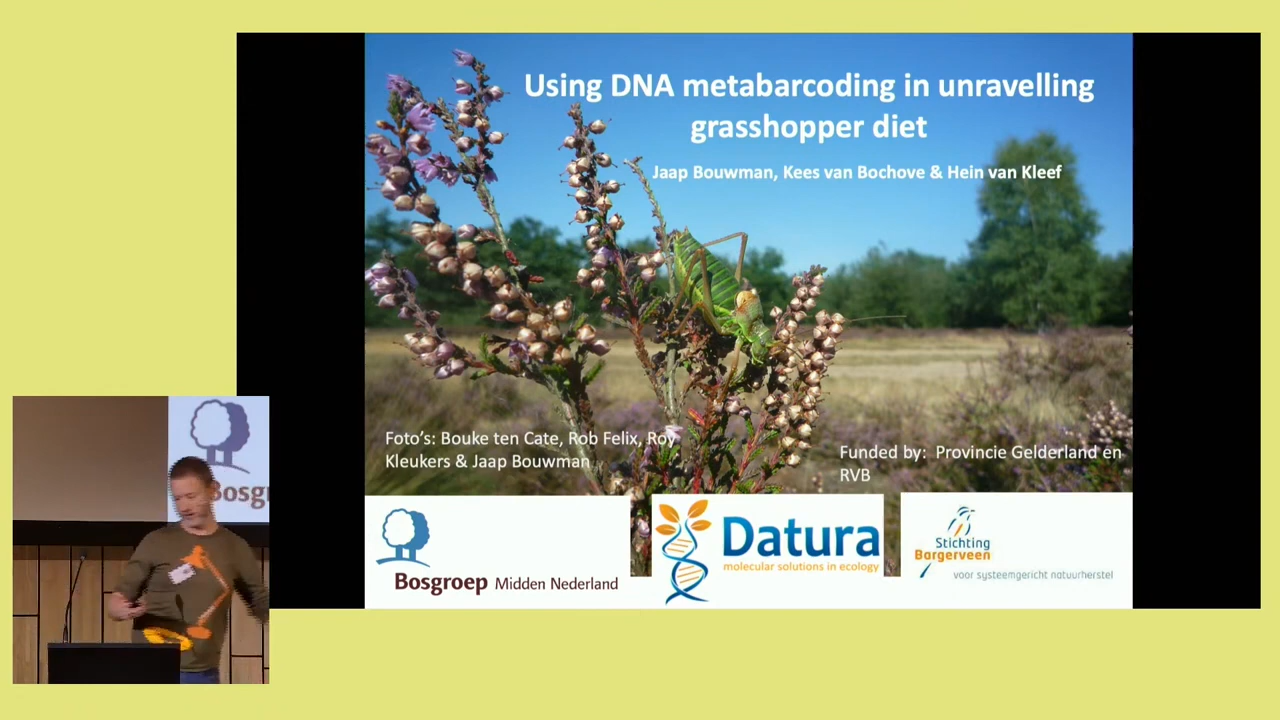 Using DNA metabarcoding in unravelling
grasshopper diet
Jaap Bouwman, Kees van Bochove & Hein van Kleef
Foto's: Bouke ten Cate, Rob Felix, Roy
Kleukers & Jaap Bouwman
Funded by: Provincie Gelderland en
RVB
Bosgroep Midden Nederland
Datura
molecular solutions in ecology
Stichting
Bargerveen
voor systeemgericht natuurherstel
Bosgr